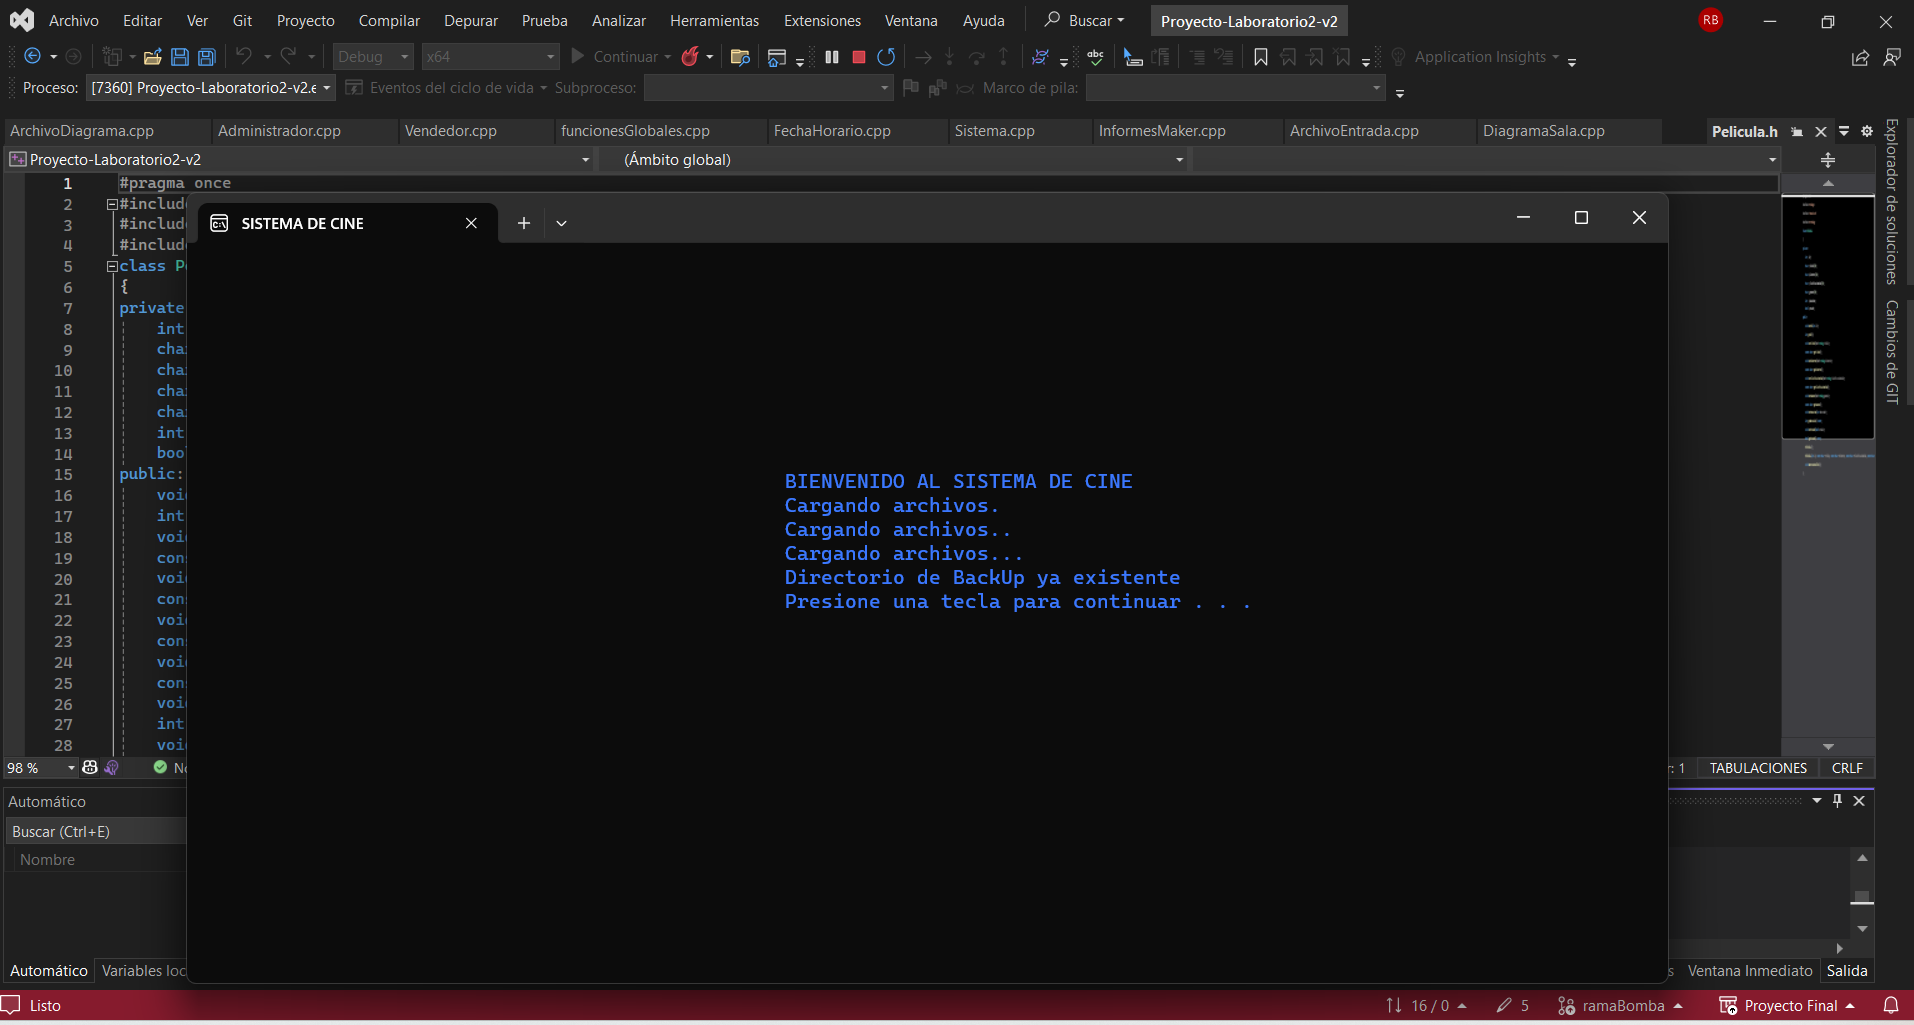 Archivo Editar Ver Git Proyecto Compilar Depurar Prueba Analizar Herramientas Extensiones Ventana Ayuda Buscar Proyecto-Laboratorio2-v2 RB
Debug x64 Continuar Application Insights
Proceso: [7360] Proyecto-Laboratorio2-v2.e Eventos del ciclo de vida Subproceso: Marco de pila:
ArchivoDiagrama.cpp Administrador.cpp Vendedor.cpp funcionesGlobales.cpp FechaHorario.cpp Sistema.cpp InformesMaker.cpp ArchivoEntrada.cpp DiagramaSala.cpp Pelicula.h
Proyecto-Laboratorio2-v2 (Ámbito global)
1 #pragma once
2 #includ
3 #includ
4 #includ
5 class P
6 {
7 private
8 int
9 cha
10 cha
11 cha
12 cha
13 int
14 boo
15 public:
16 voi
17 int
18 voi
19 con
20 voi
21 con
22 voi
23 con
24 voi
25 con
26 voi
27 int
28 voi
SISTEMA DE CINE
BIENVENIDO AL SISTEMA DE CINE
Cargando archivos.
Cargando archivos..
Cargando archivos...
Directorio de BackUp ya existente
Presione una tecla para continuar . . .
Explorador de soluciones
Cambios de GIT
98 % No : 1 TABULACIONES CRLF
Automático
Buscar (Ctrl+E)
Nombre
Automático Variables loc s Ventana Inmediato Salida
Listo 16 / 0 5 ramaBomba Proyecto Final